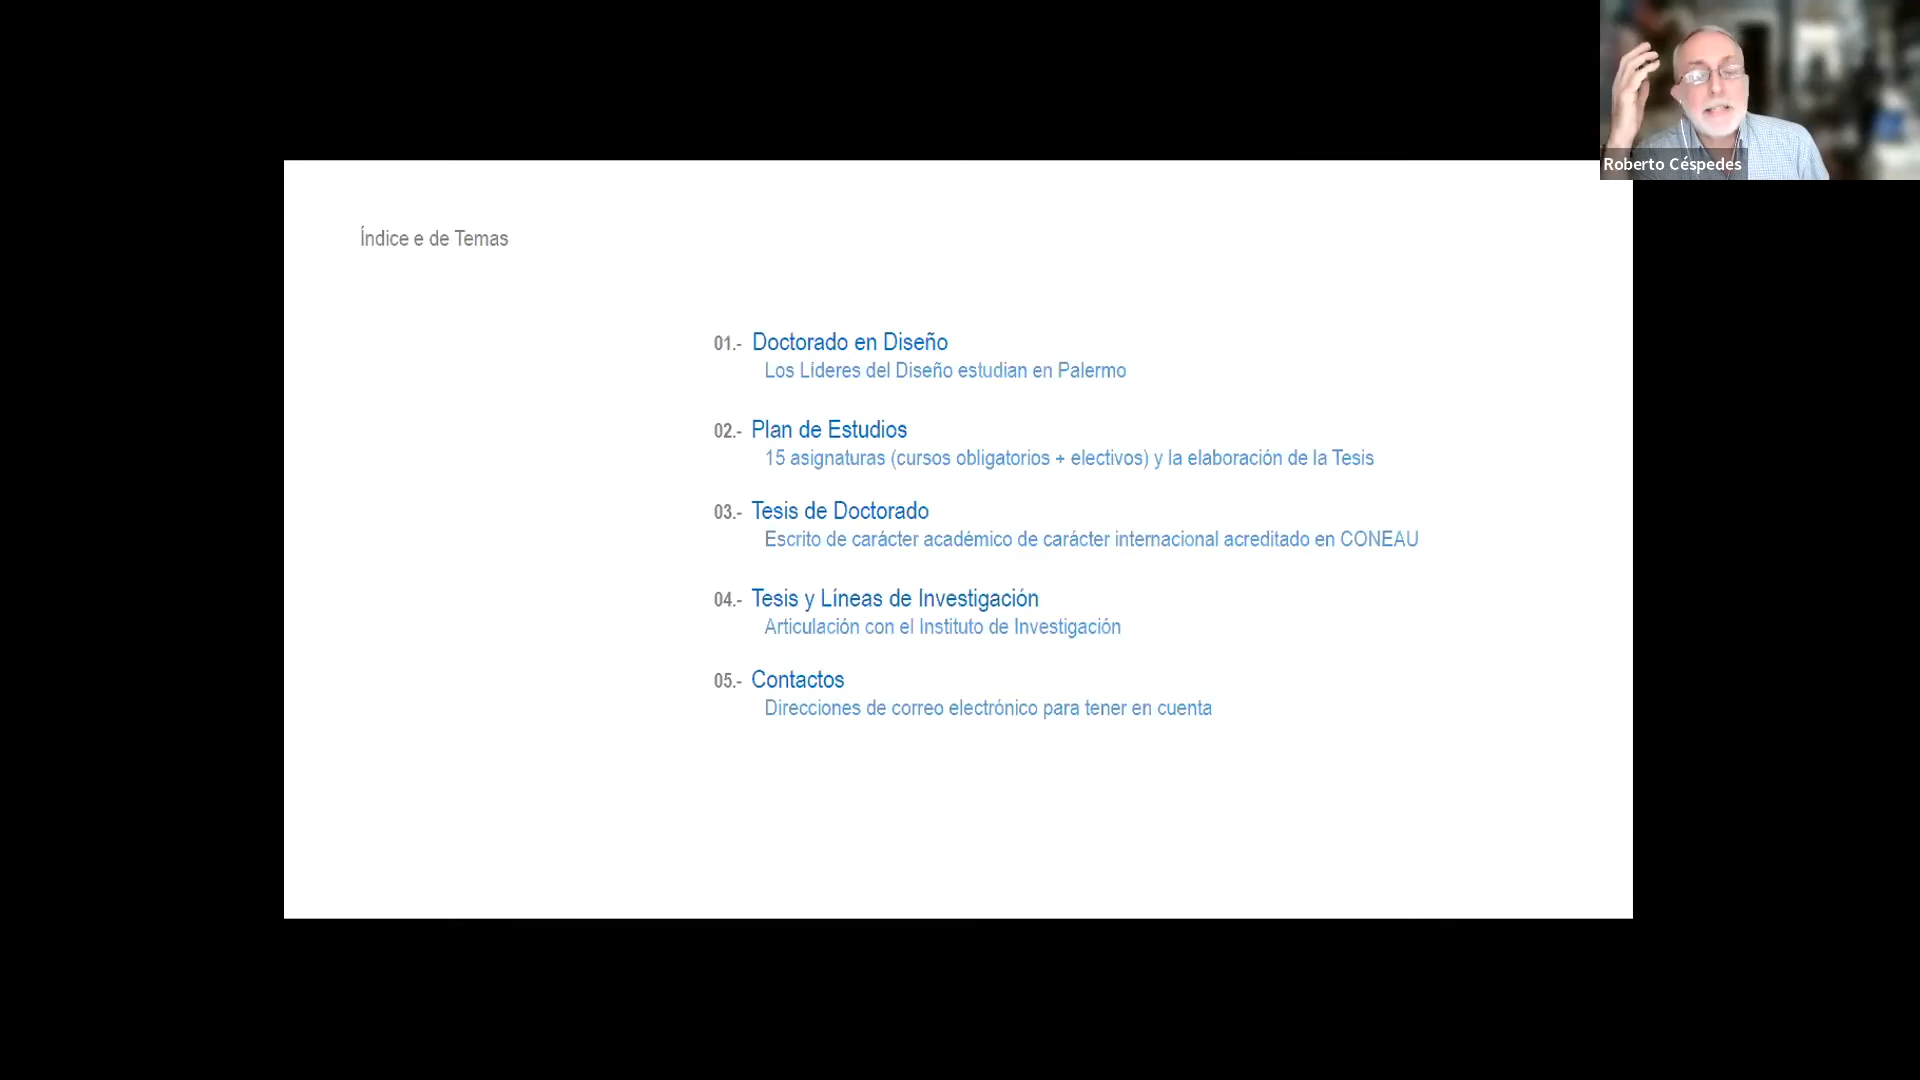 Roberto Céspedes
Índice e de Temas
01.- Doctorado en Diseño
Los Líderes del Diseño estudian en Palermo
02.- Plan de Estudios
15 asignaturas (cursos obligatorios + electivos) y la elaboración de la Tesis
03.- Tesis de Doctorado
Escrito de carácter académico de carácter internacional acreditado en CONEAU
04.- Tesis y Líneas de Investigación
Articulación con el Instituto de Investigación
05.- Contactos
Direcciones de correo electrónico para tener en cuenta